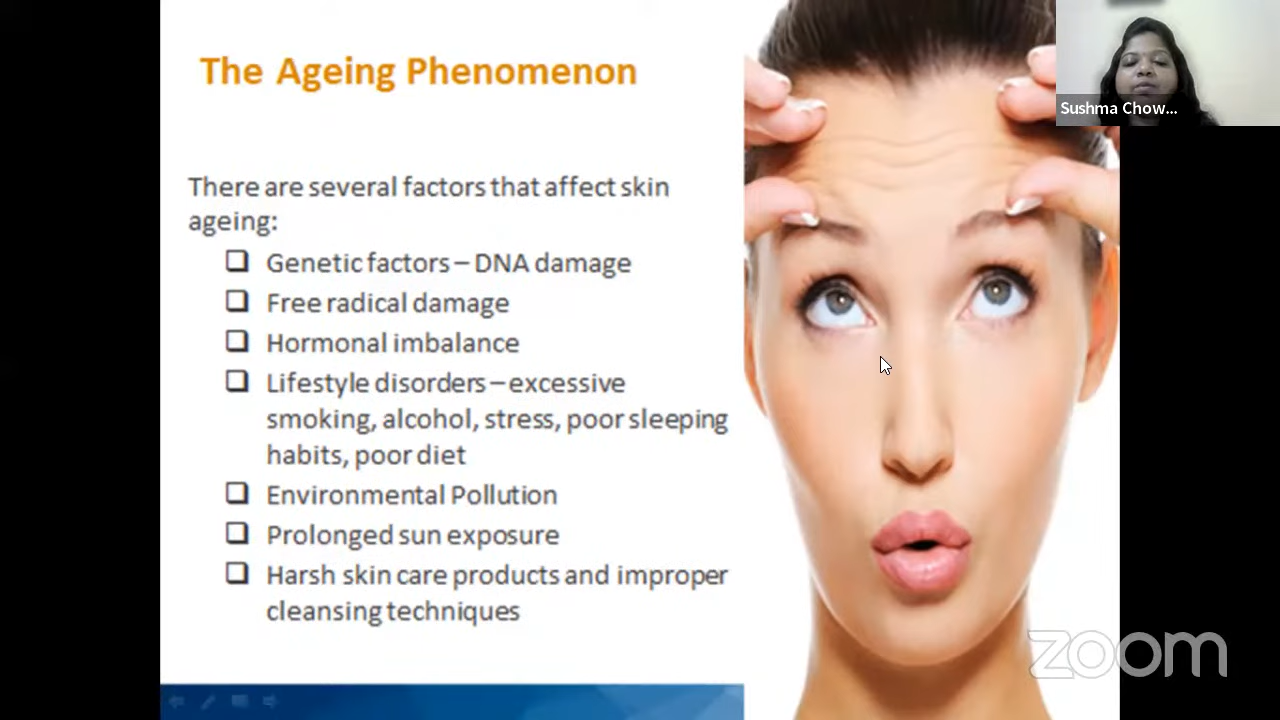 The Ageing Phenomenon
There are several factors that affect skin
ageing:
Genetic factors – DNA damage
Free radical damage
Hormonal imbalance
Lifestyle disorders – excessive
smoking, alcohol, stress, poor sleeping
habits, poor diet
Environmental Pollution
Prolonged sun exposure
Harsh skin care products and improper
cleansing techniques
Sushma Chow...
zoom